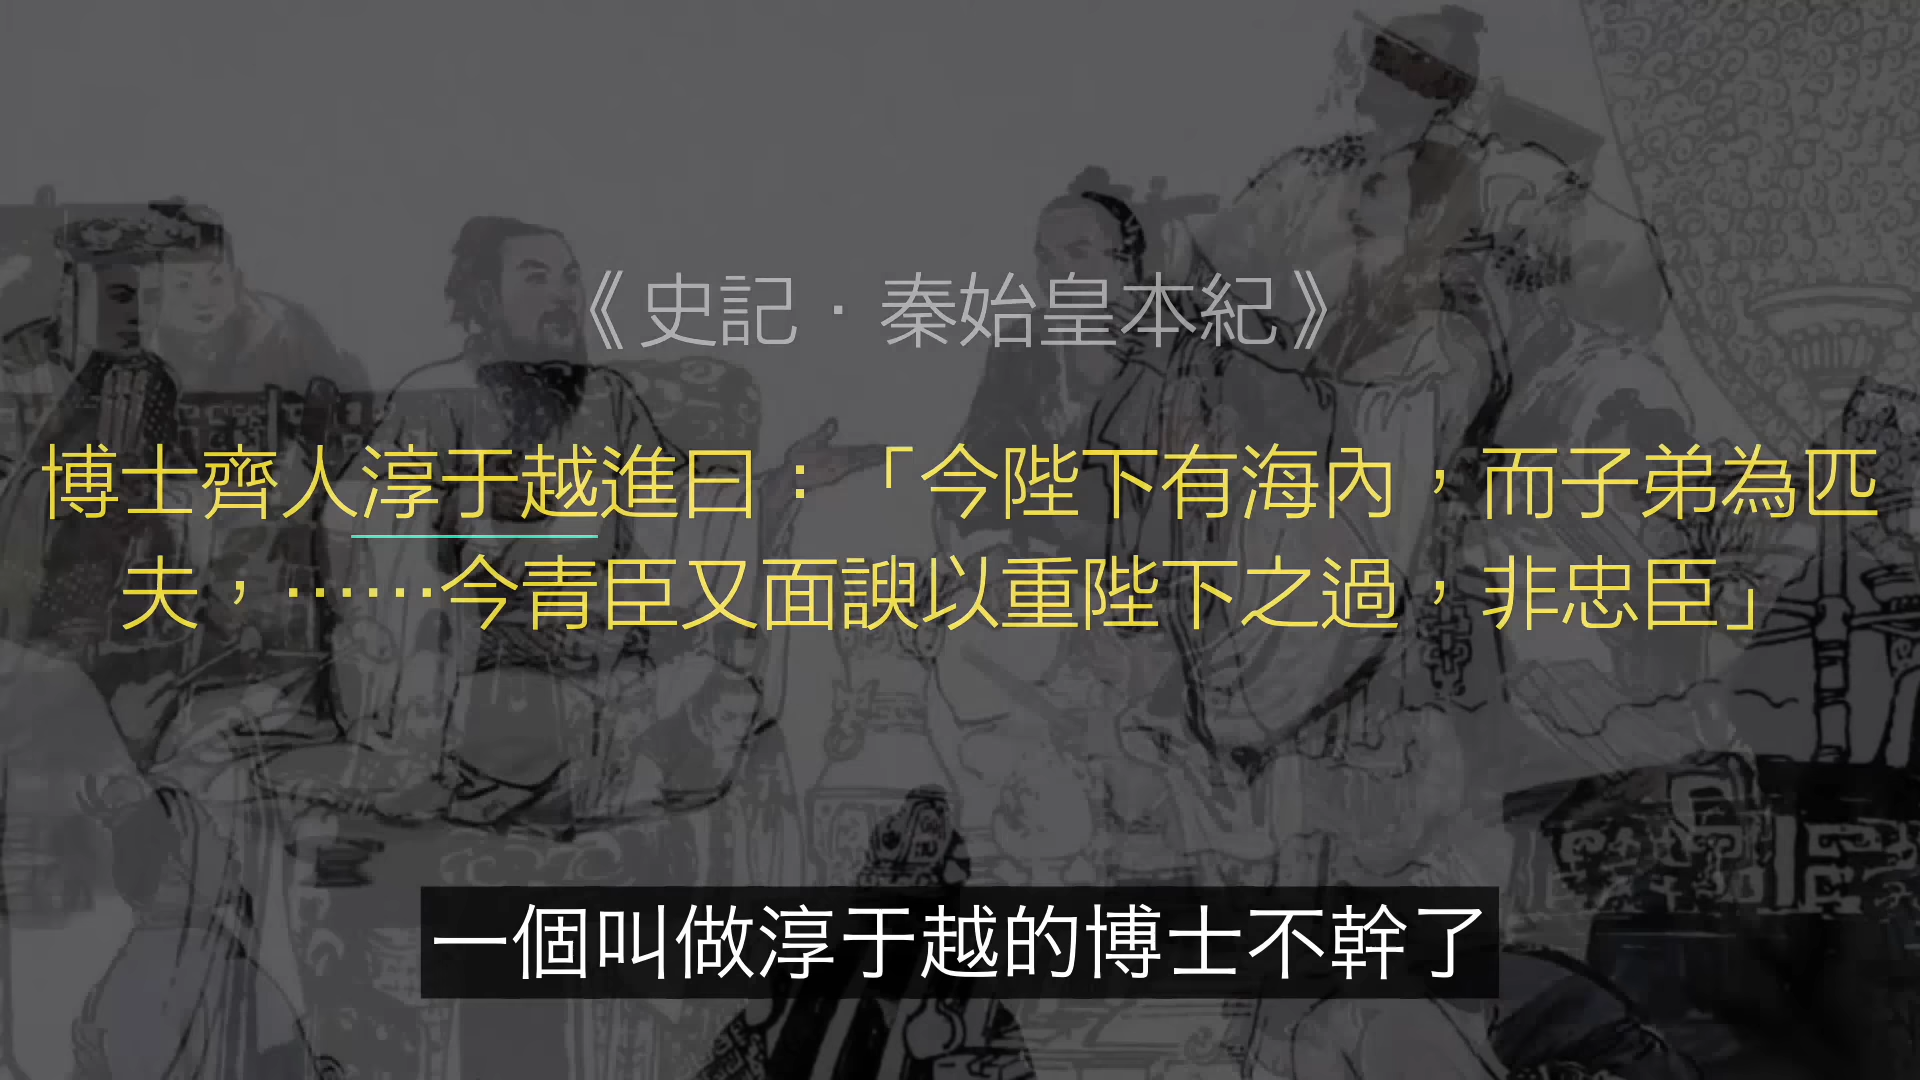 《史記·秦始皇本紀》
博士齊人淳于越進曰：「今陛下有海內，而子弟為匹
夫，……今青臣又面諛以重陛下之過，非忠臣」
一個叫做淳于越的博士不幹了